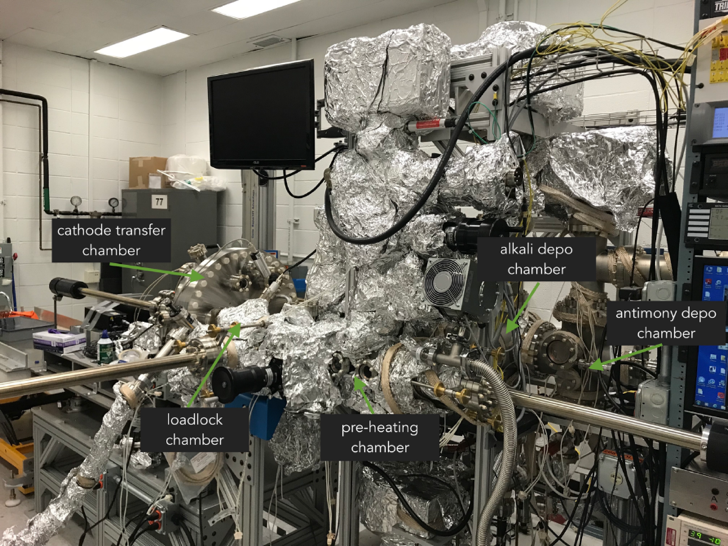 cathode transfer
chamber
alkali depo
chamber
antimony depo
chamber
loadlock
chamber
pre-heating
chamber
77